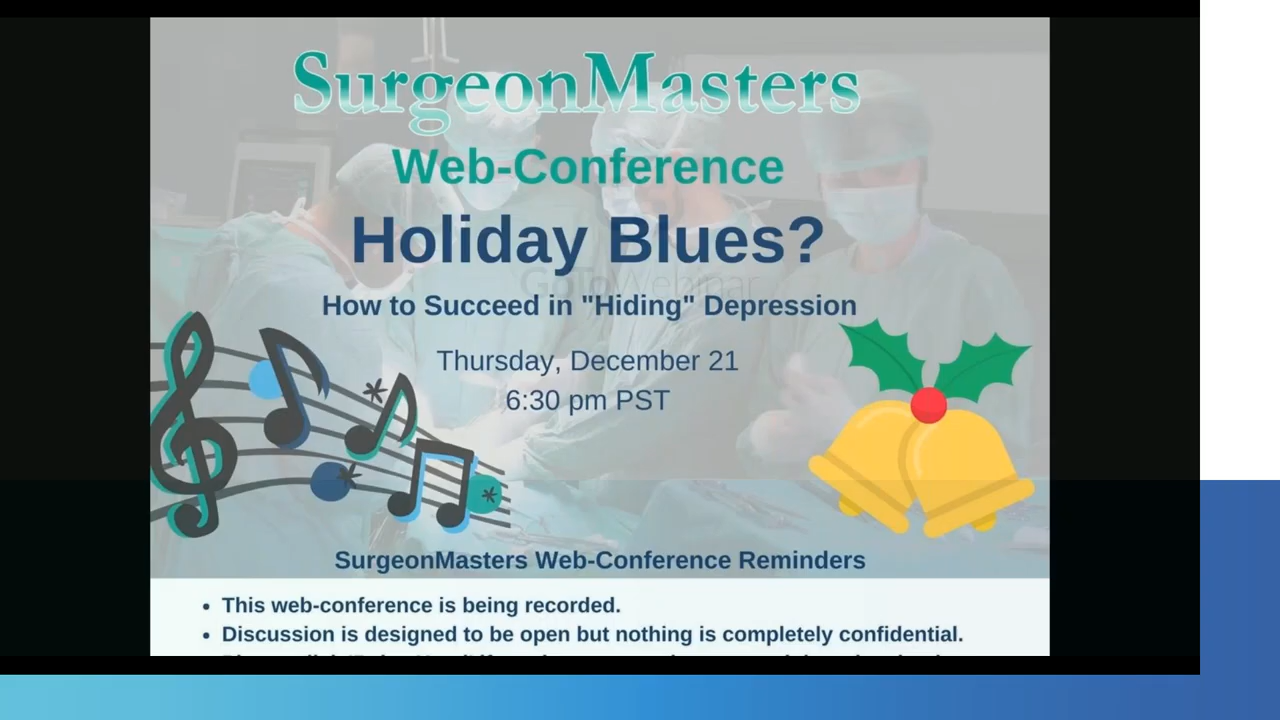 SurgeonMasters
Web-Conference
Holiday Blues?
GoToWebinar
How to Succeed in "Hiding" Depression
Thursday, December 21
6:30 pm PST
SurgeonMasters Web-Conference Reminders
• This web-conference is being recorded.
• Discussion is designed to be open but nothing is completely confidential.